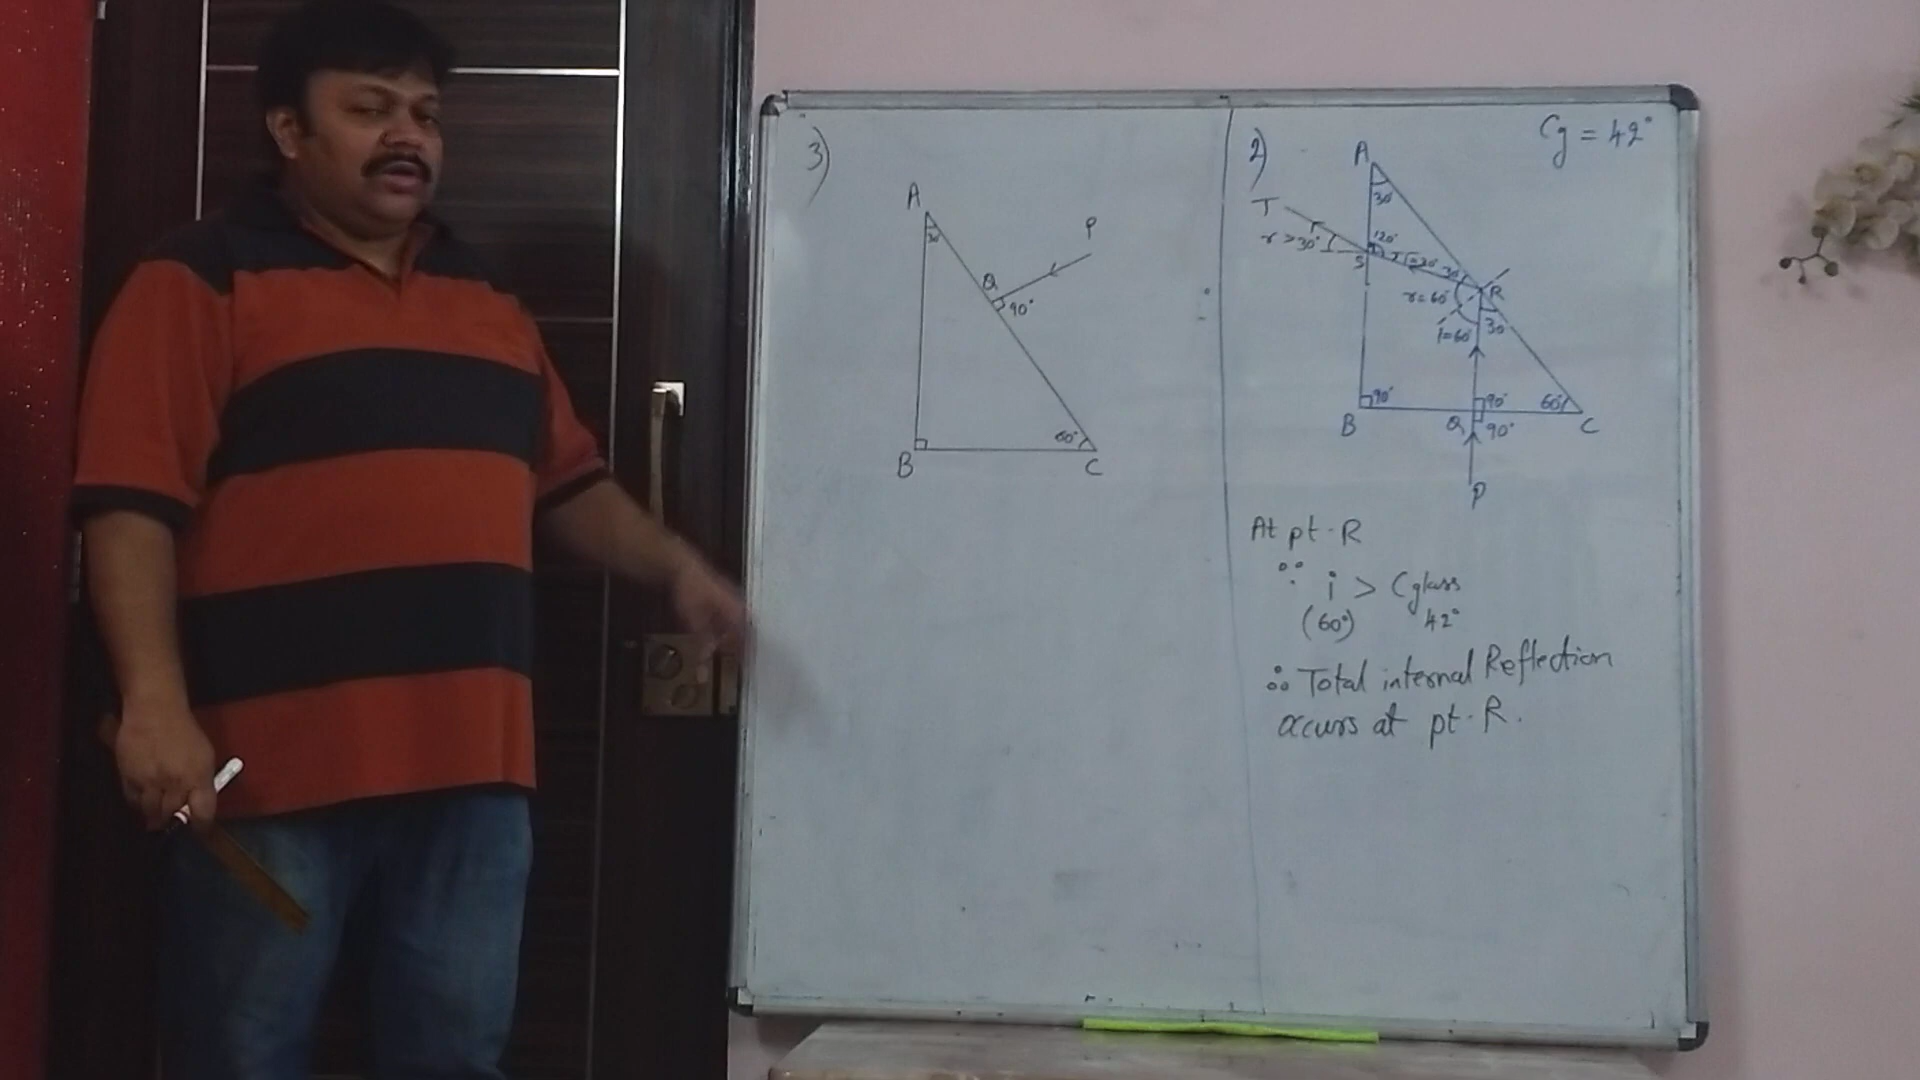 3)
A
30°
P
Q
90°
60°
B
C
2)
Cg = 42°
A
30°
T
r > 30°
120°
S
30°
r = 60°
R
i = 60°
30°
90°
90°
60°
B
Q
90°
C
P
At pt. R
∵ i > Cglass
(60°) 42°
∴ Total internal Reflection
occurs at pt. R.